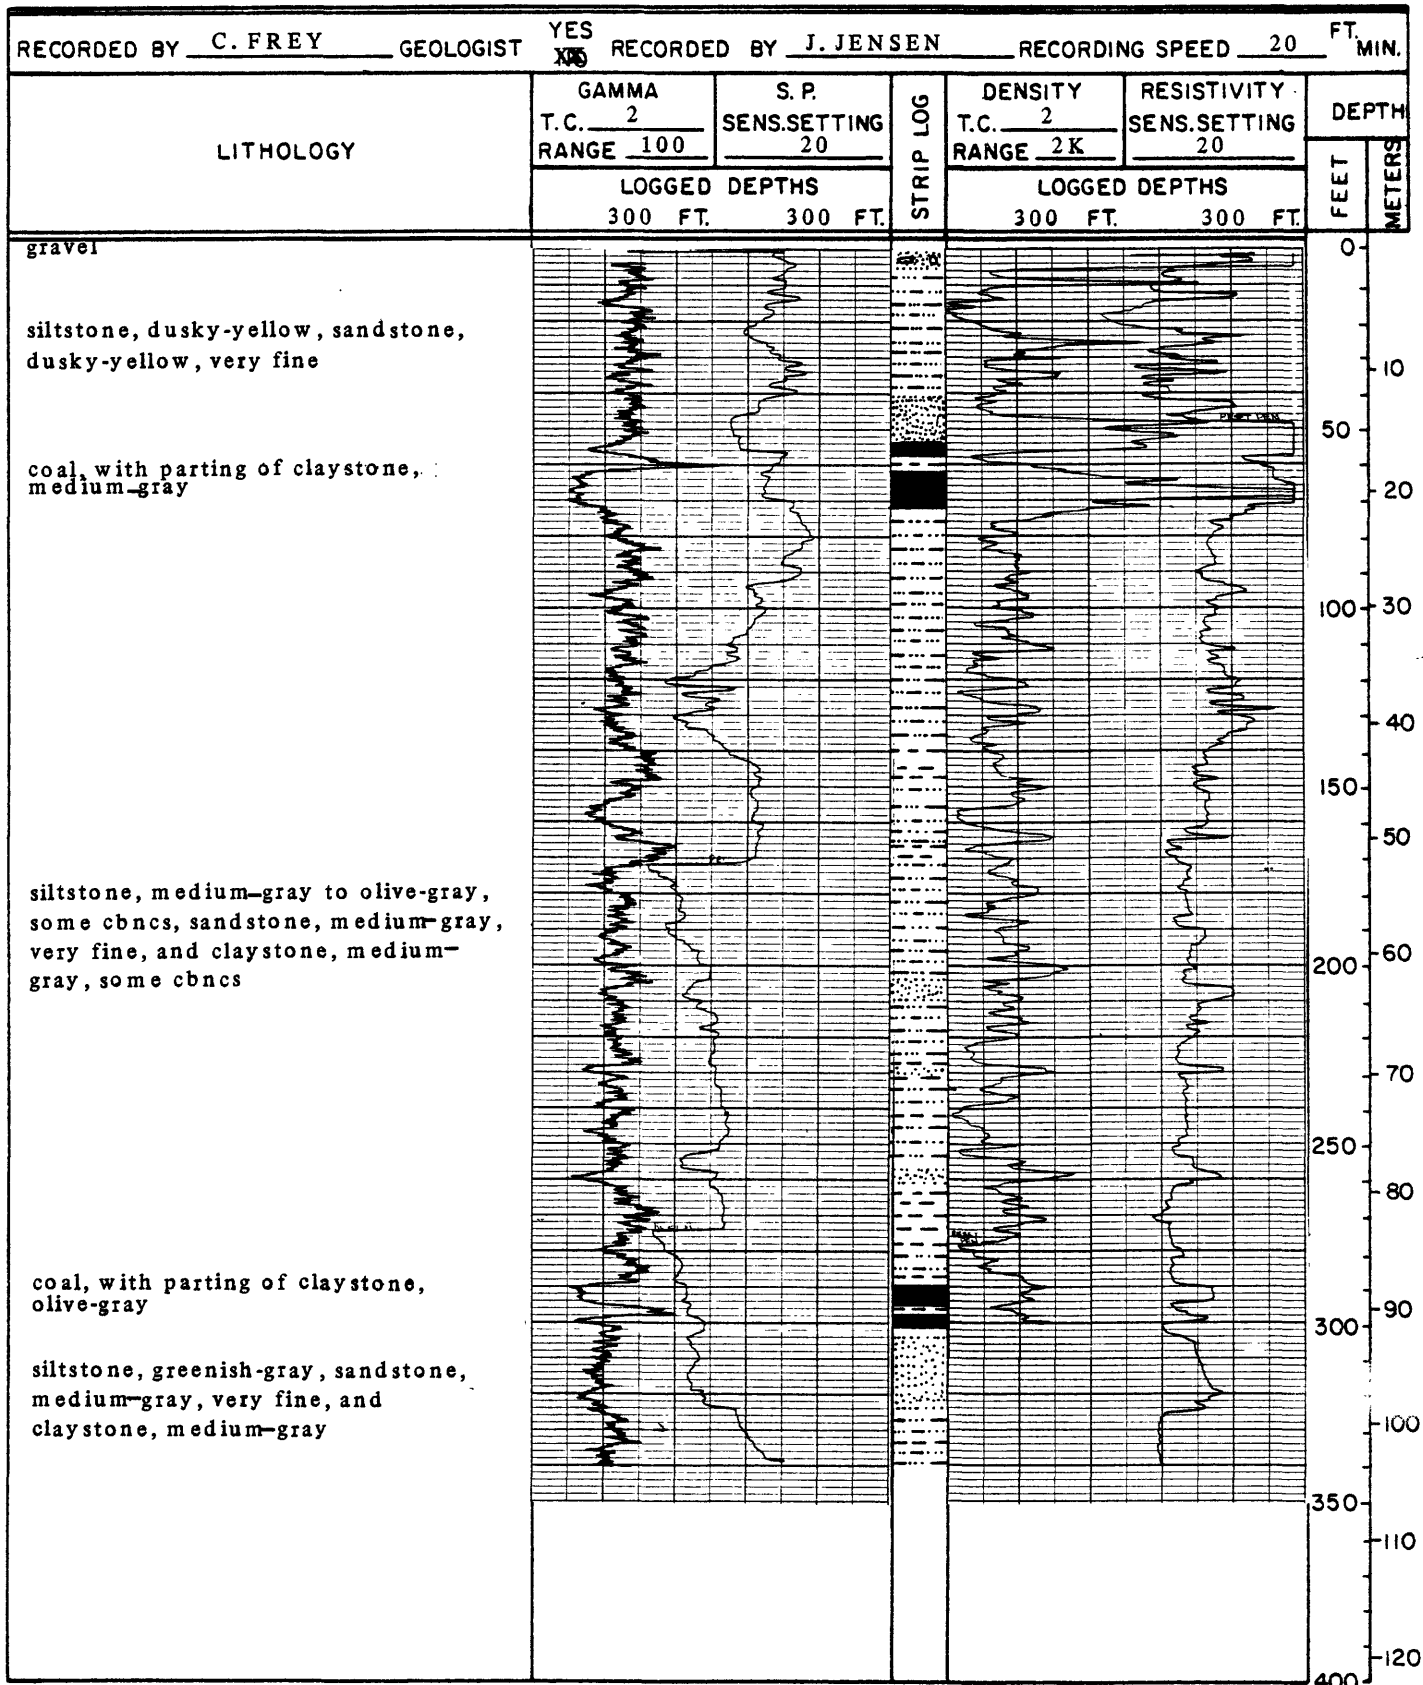 RECORDED BY C. FREY GEOLOGIST YES NO RECORDED BY J. JENSEN RECORDING SPEED 20 FT. MIN.
LITHOLOGY
GAMMA
T.C. 2
RANGE 100
S. P.
SENS.SETTING
20
LOGGED DEPTHS
300 FT. 300 FT.
STRIP LOG
DENSITY
T.C. 2
RANGE 2K
RESISTIVITY
SENS.SETTING
20
LOGGED DEPTHS
300 FT. 300 FT.
DEPTH
FEET
METERS
gravel
siltstone, dusky-yellow, sandstone,
dusky-yellow, very fine
coal, with parting of claystone,
medium-gray
siltstone, medium-gray to olive-gray,
some cbncs, sandstone, medium-gray,
very fine, and claystone, medium-
gray, some cbncs
coal, with parting of claystone,
olive-gray
siltstone, greenish-gray, sandstone,
medium-gray, very fine, and
claystone, medium-gray
0
10
50
20
100 30
40
150
50
200 60
70
250
80
90
300
100
350
110
120
400